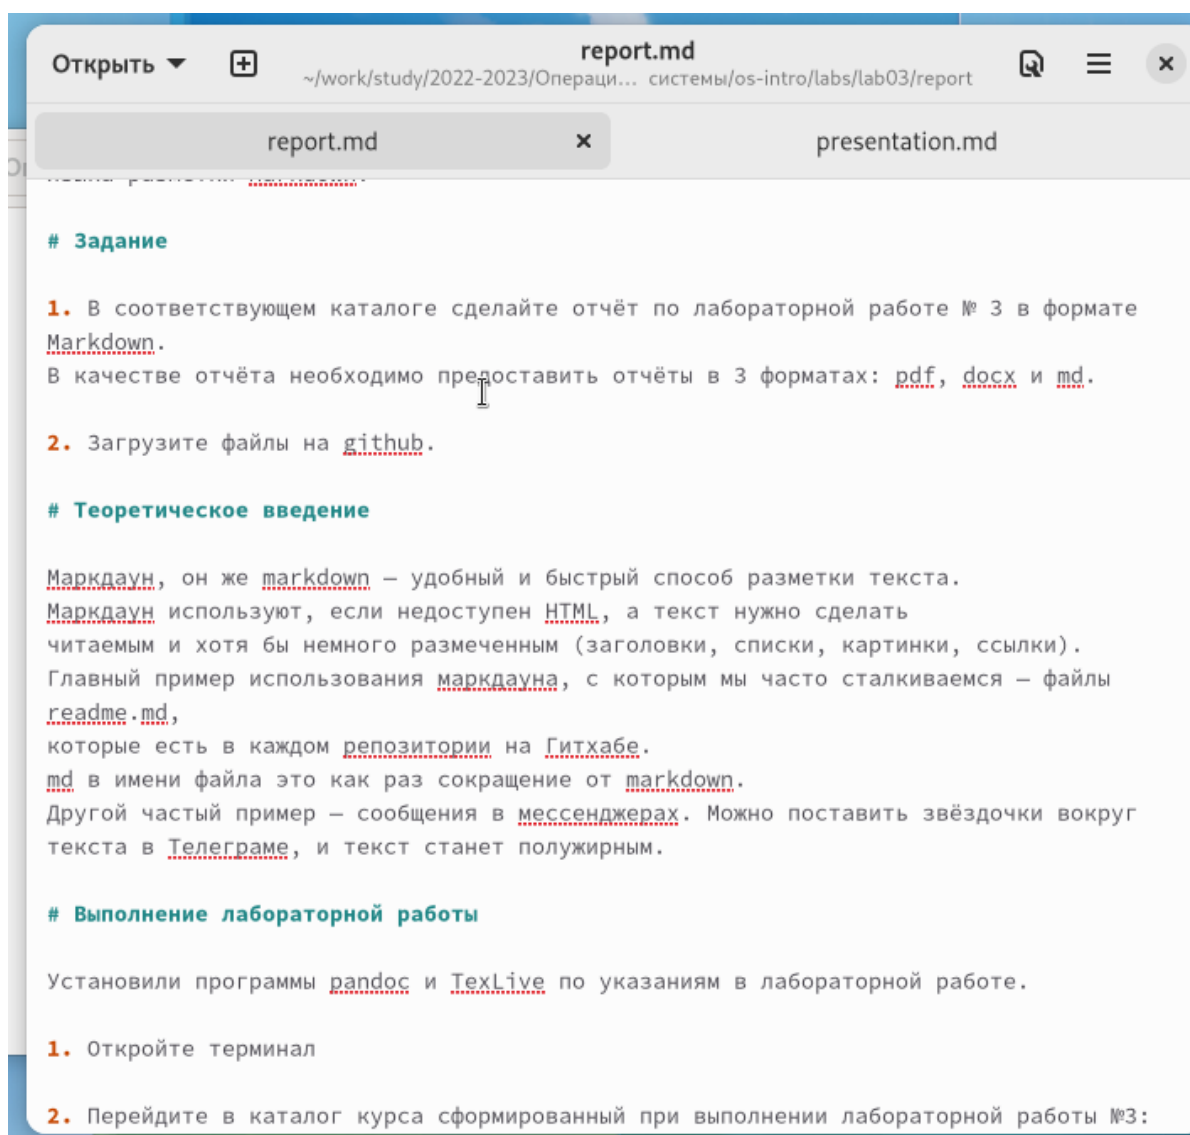 Открыть
report.md
~/work/study/2022-2023/Операци… системы/os-intro/labs/lab03/report
report.md
presentation.md
# Задание
1. В соответствующем каталоге сделайте отчёт по лабораторной работе № 3 в формате
Markdown.
В качестве отчёта необходимо предоставить отчёты в 3 форматах: pdf, docx и md.
2. Загрузите файлы на github.
# Теоретическое введение
Маркдаун, он же markdown — удобный и быстрый способ разметки текста.
Маркдаун используют, если недоступен HTML, а текст нужно сделать
читаемым и хотя бы немного размеченным (заголовки, списки, картинки, ссылки).
Главный пример использования маркдауна, с которым мы часто сталкиваемся — файлы
readme.md,
которые есть в каждом репозитории на Гитхабе.
md в имени файла это как раз сокращение от markdown.
Другой частый пример — сообщения в мессенджерах. Можно поставить звёздочки вокруг
текста в Телеграме, и текст станет полужирным.
# Выполнение лабораторной работы
Установили программы pandoc и TexLive по указаниям в лабораторной работе.
1. Откройте терминал
2. Перейдите в каталог курса сформированный при выполнении лабораторной работы №3: